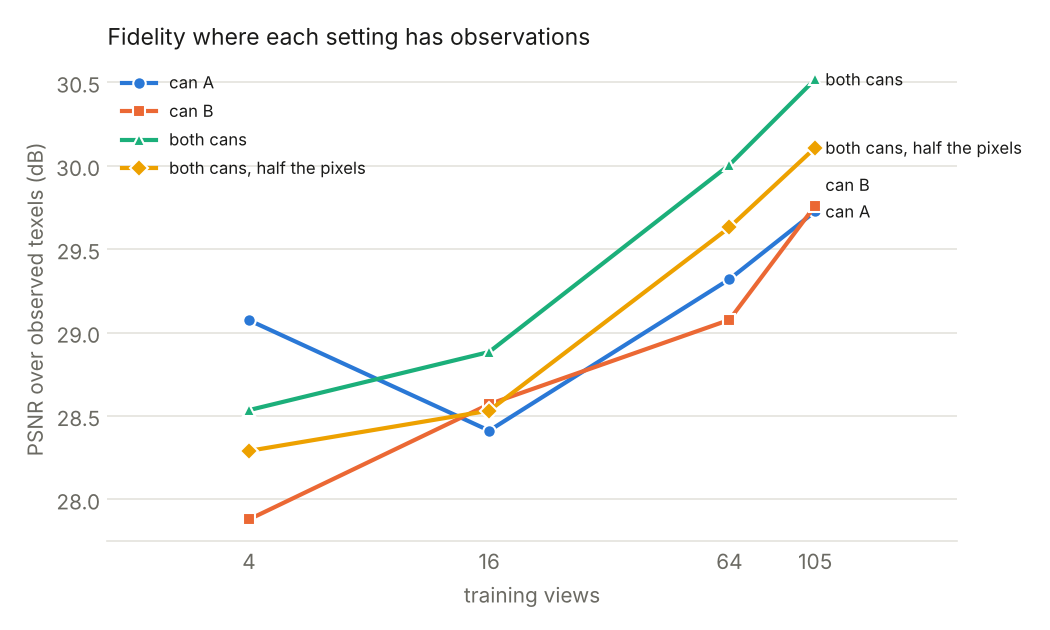 Fidelity where each setting has observations
PSNR over observed texels (dB)
30.5
30.0
29.5
29.0
28.5
28.0
can A
can B
both cans
both cans, half the pixels
both cans
both cans, half the pixels
can B
can A
4
16
64
105
training views